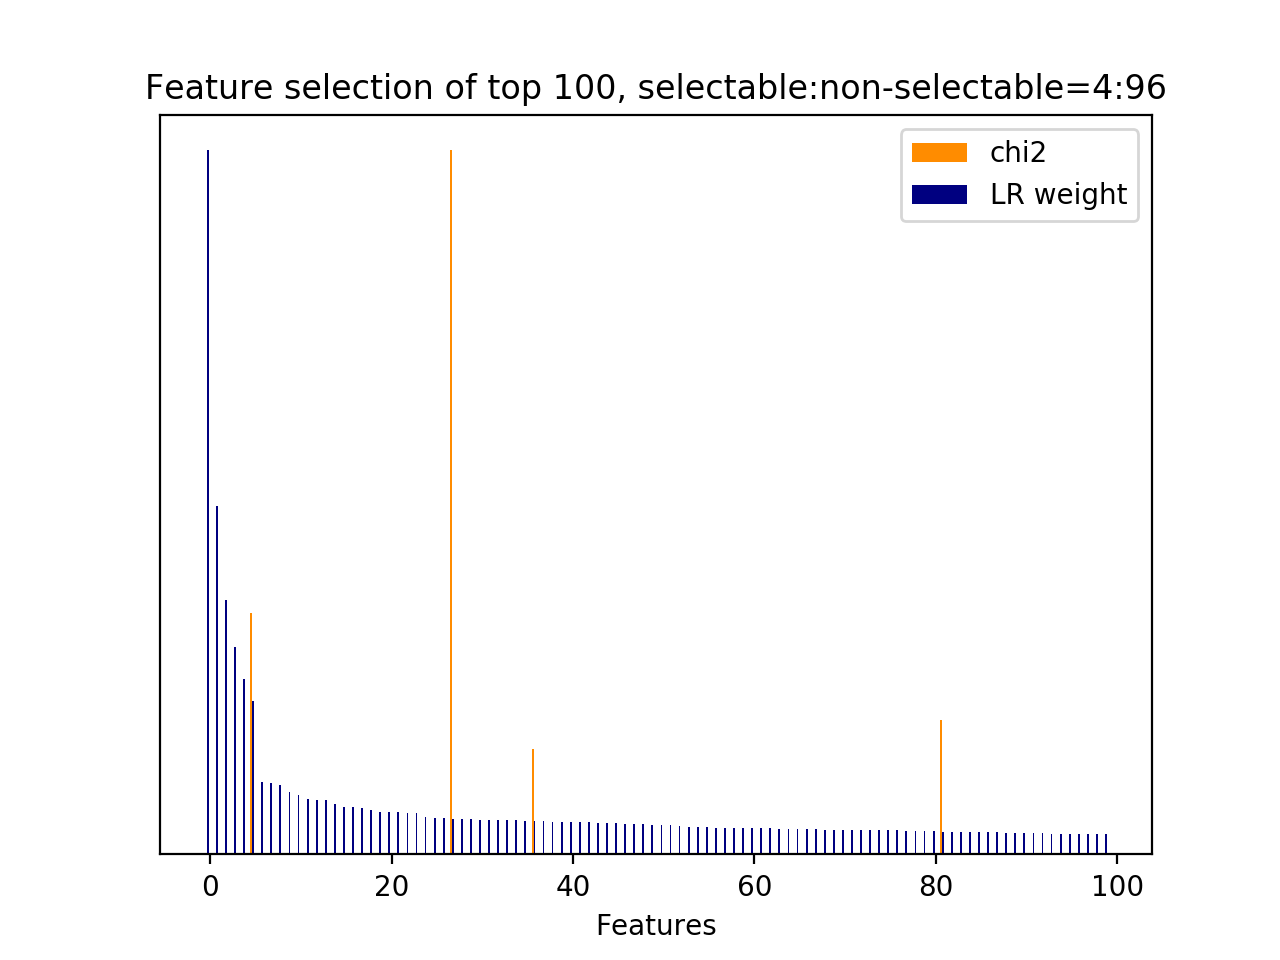 Feature selection of top 100, selectable:non-selectable=4:96
chi2
LR weight
0 20 40 60 80 100
Features